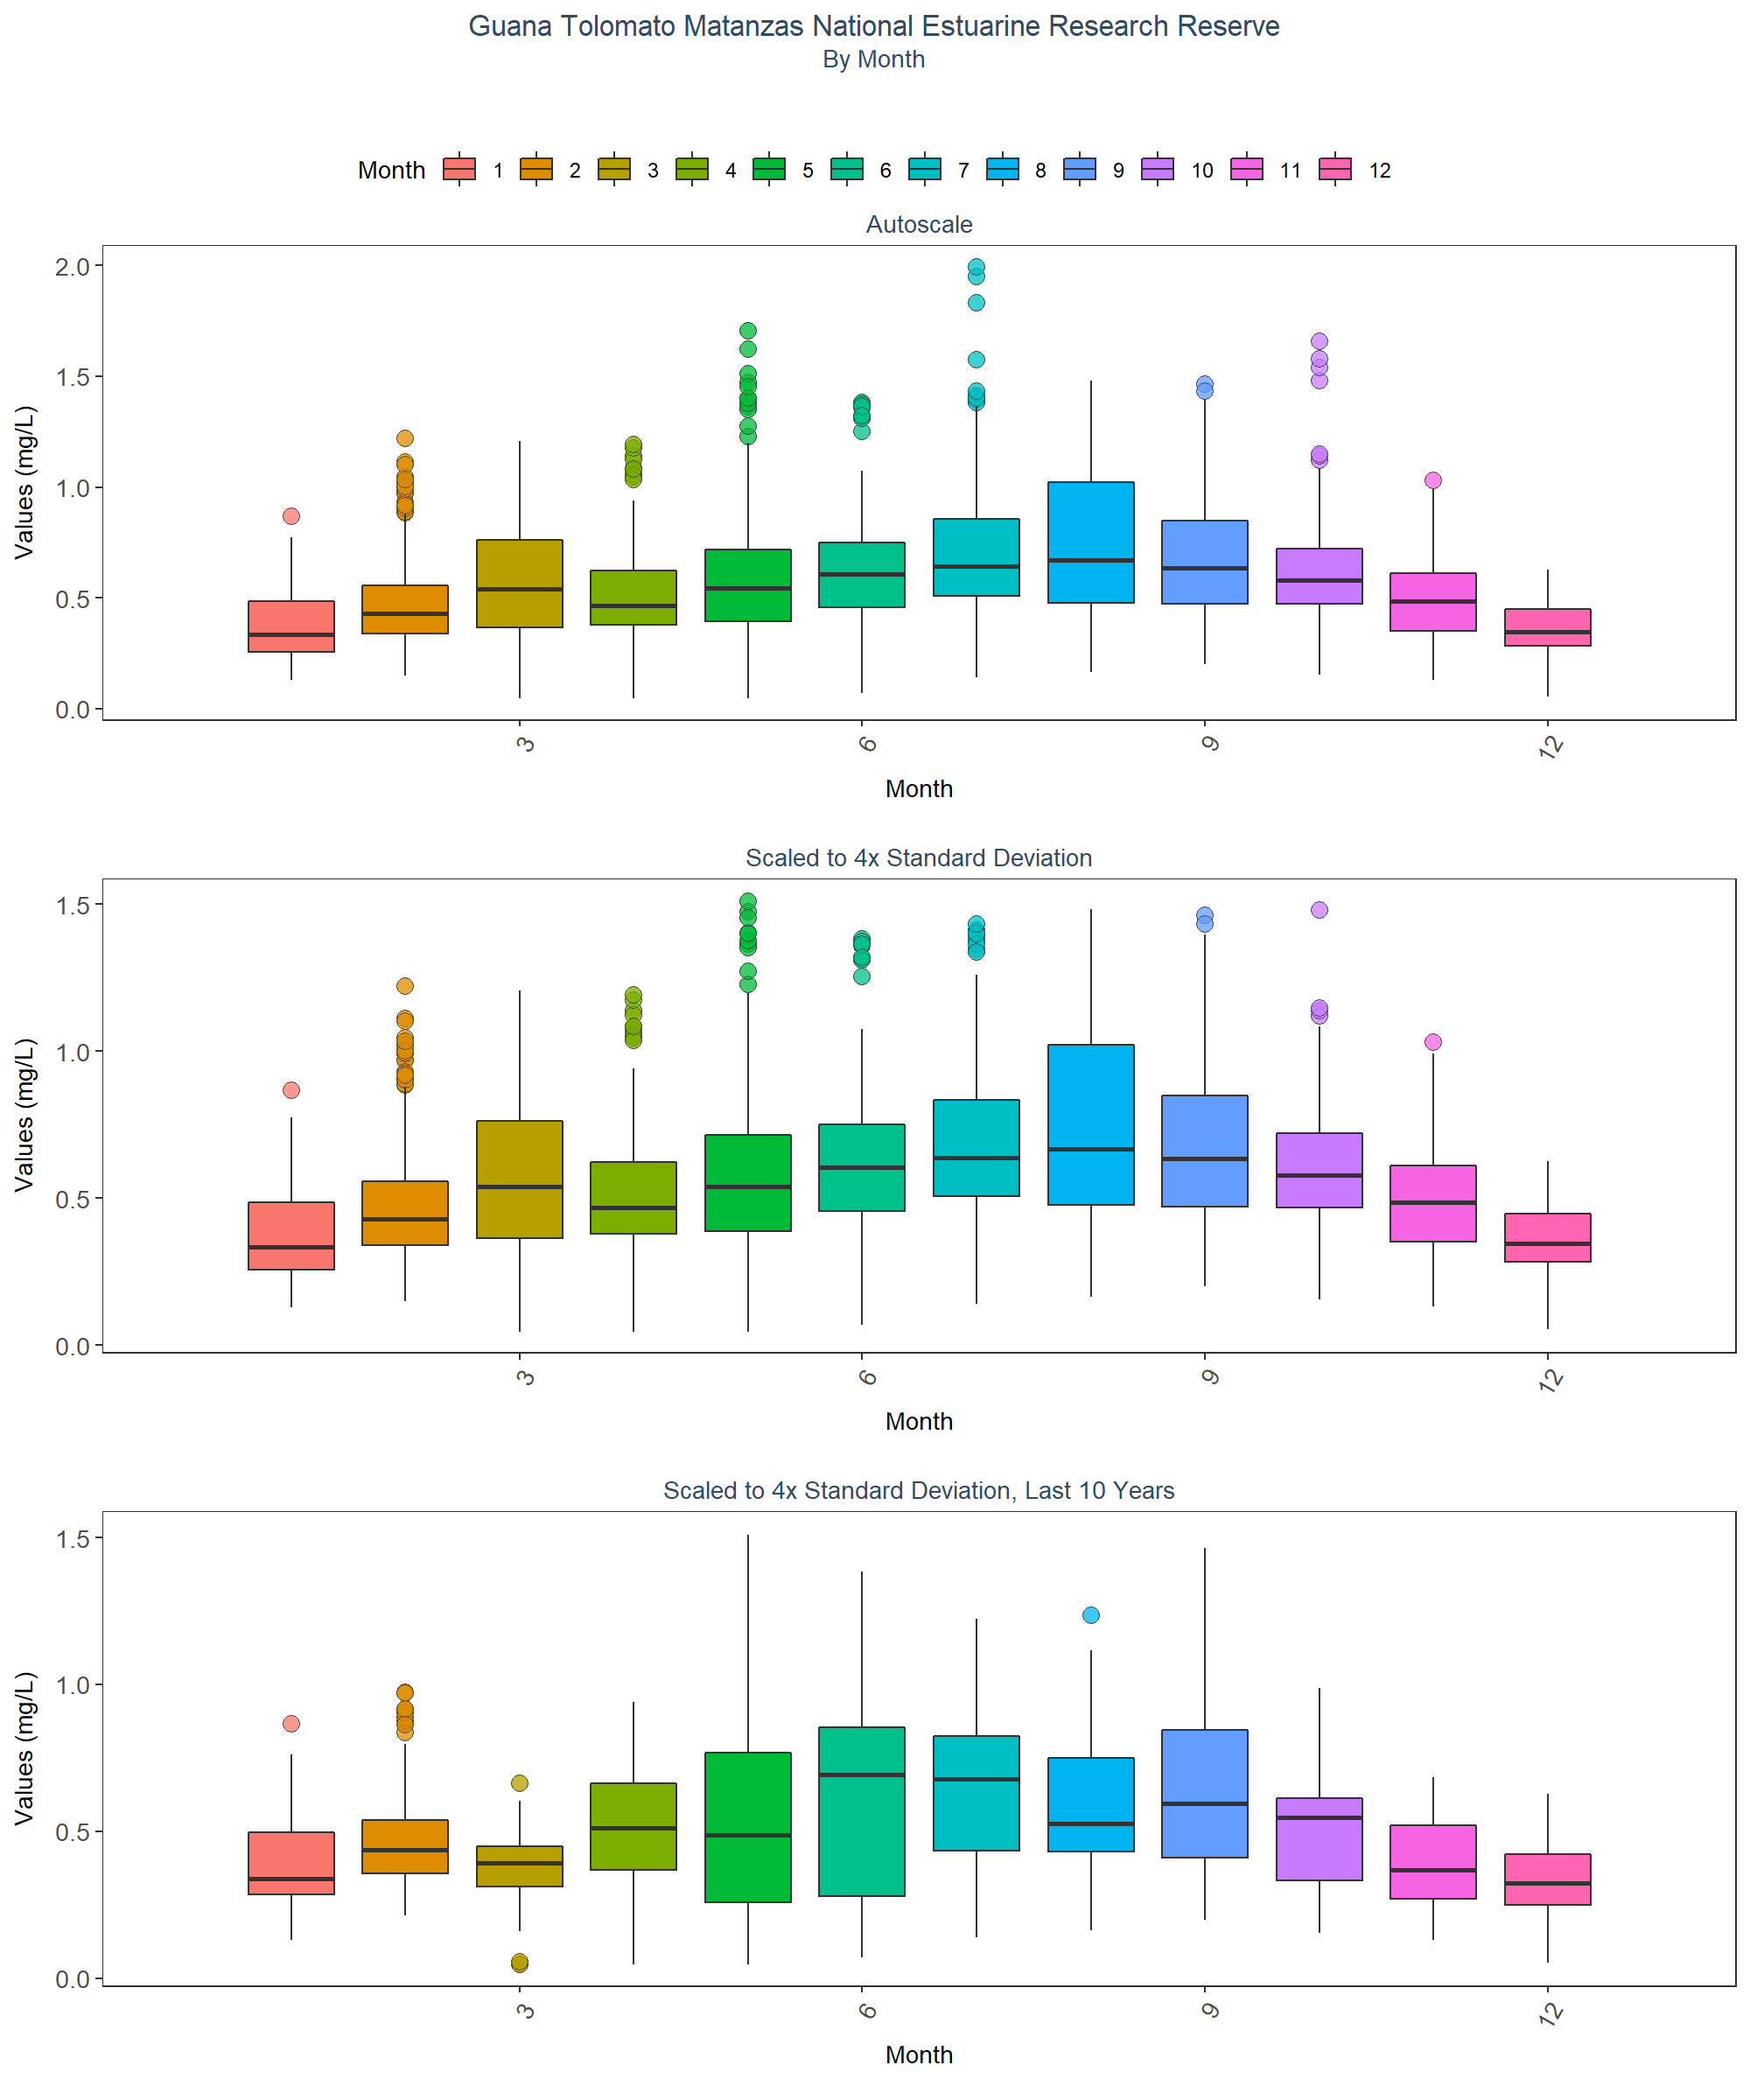 Guana Tolomato Matanzas National Estuarine Research Reserve
By Month
Month 1 2 3 4 5 6 7 8 9 10 11 12
Autoscale
Values (mg/L)
2.0
1.5
1.0
0.5
0.0
3 6 9 12
Month
Scaled to 4x Standard Deviation
Values (mg/L)
1.5
1.0
0.5
0.0
3 6 9 12
Month
Scaled to 4x Standard Deviation, Last 10 Years
Values (mg/L)
1.5
1.0
0.5
0.0
3 6 9 12
Month